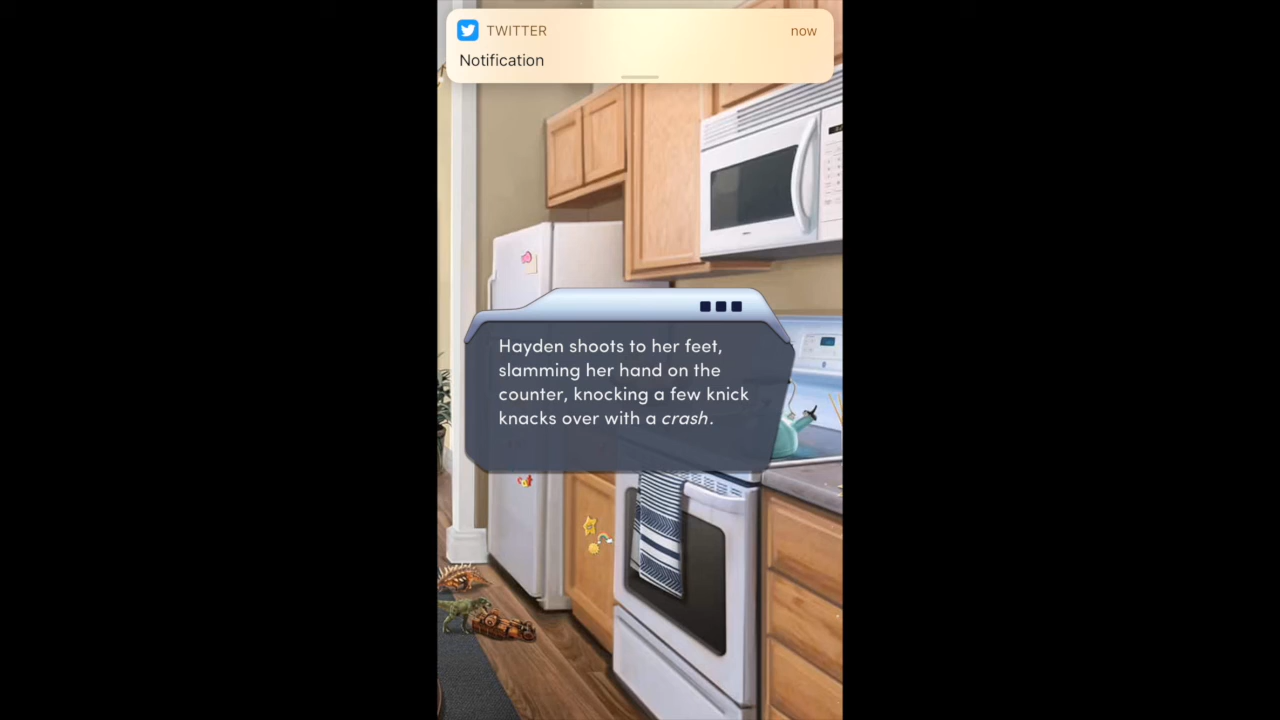 TWITTER
now
Notification
Hayden shoots to her feet,
slamming her hand on the
counter, knocking a few knick
knacks over with a crash.